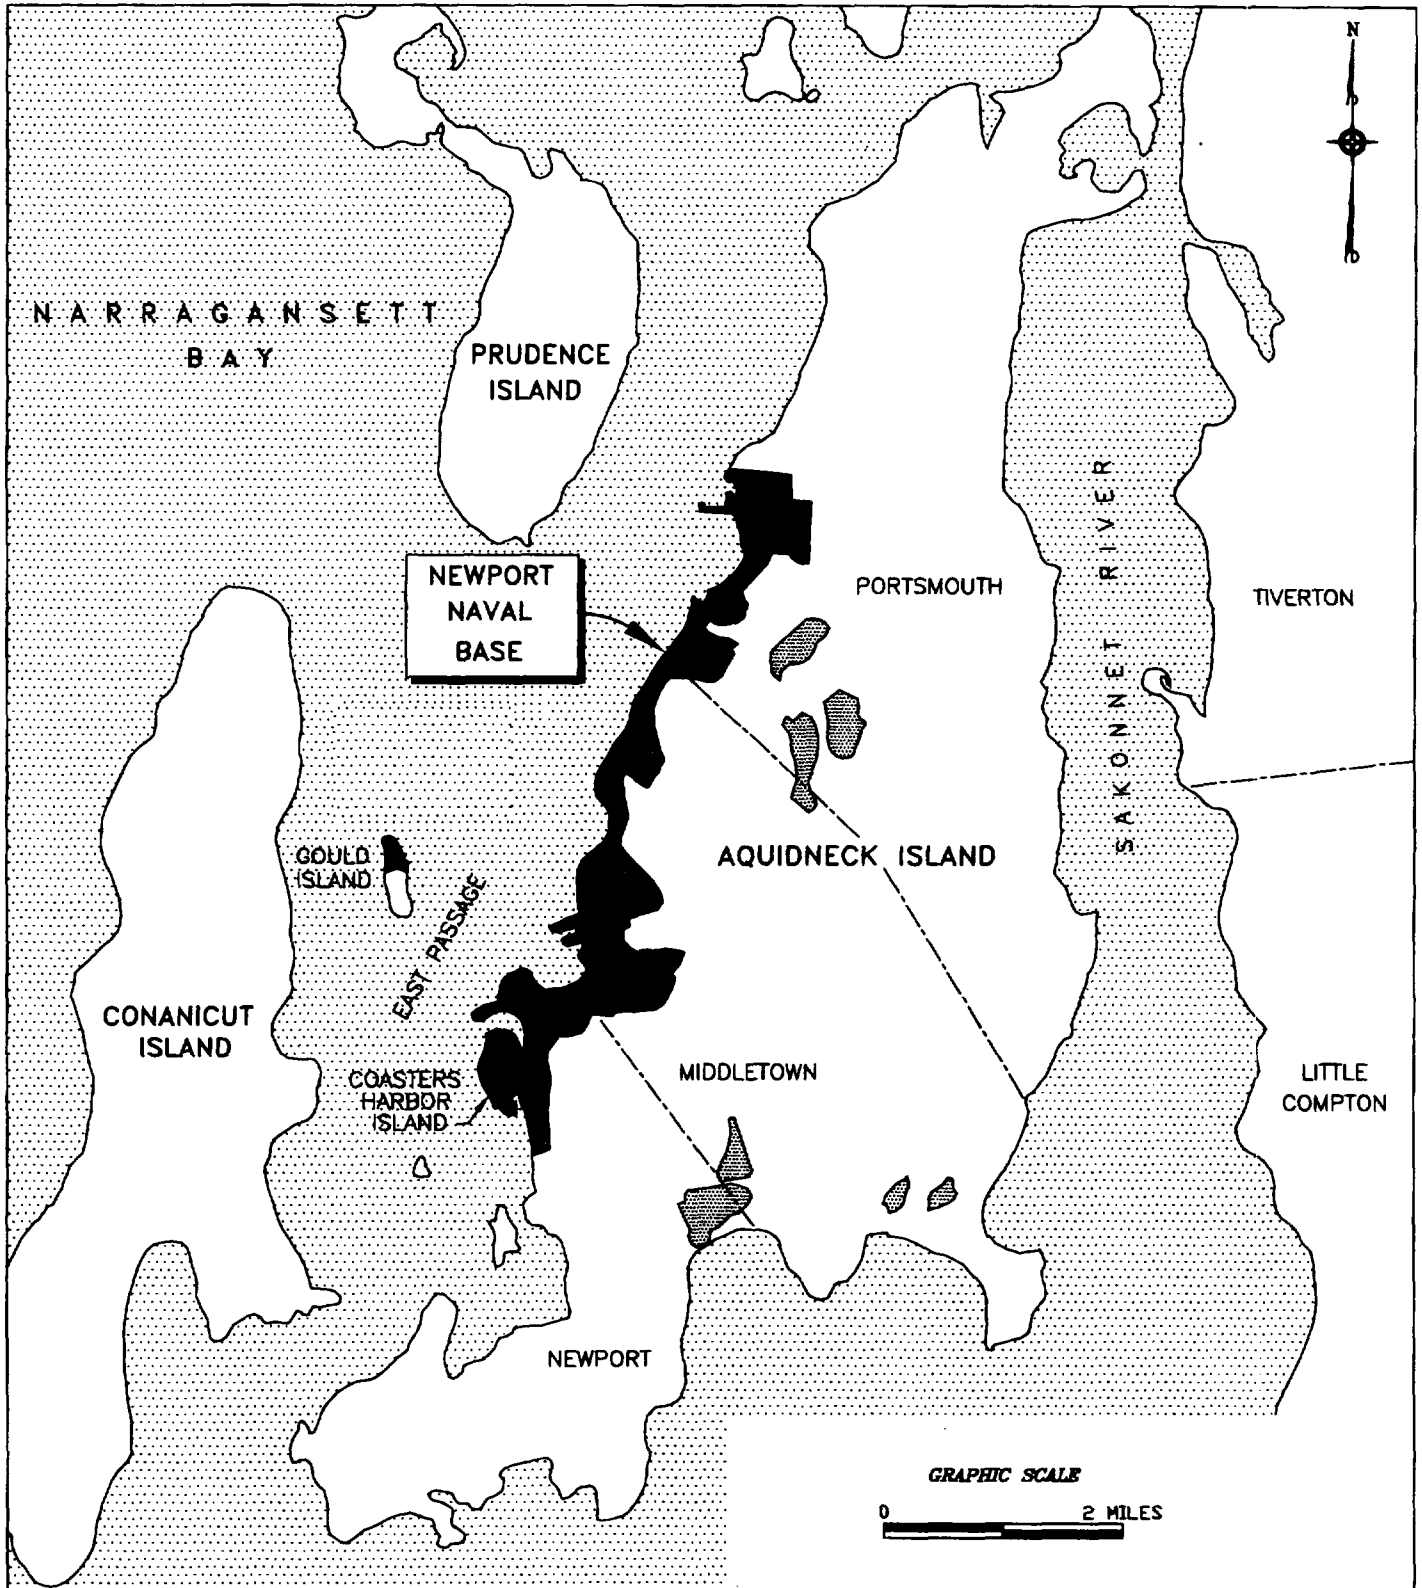 N
NARRAGANSETT
BAY
PRUDENCE
ISLAND
NEWPORT
NAVAL
BASE
PORTSMOUTH
SAKONNET RIVER
TIVERTON
GOULD
ISLAND
EAST PASSAGE
AQUIDNECK ISLAND
CONANICUT
ISLAND
COASTERS
HARBOR
ISLAND
MIDDLETOWN
LITTLE
COMPTON
NEWPORT
GRAPHIC SCALE
0 2 MILES